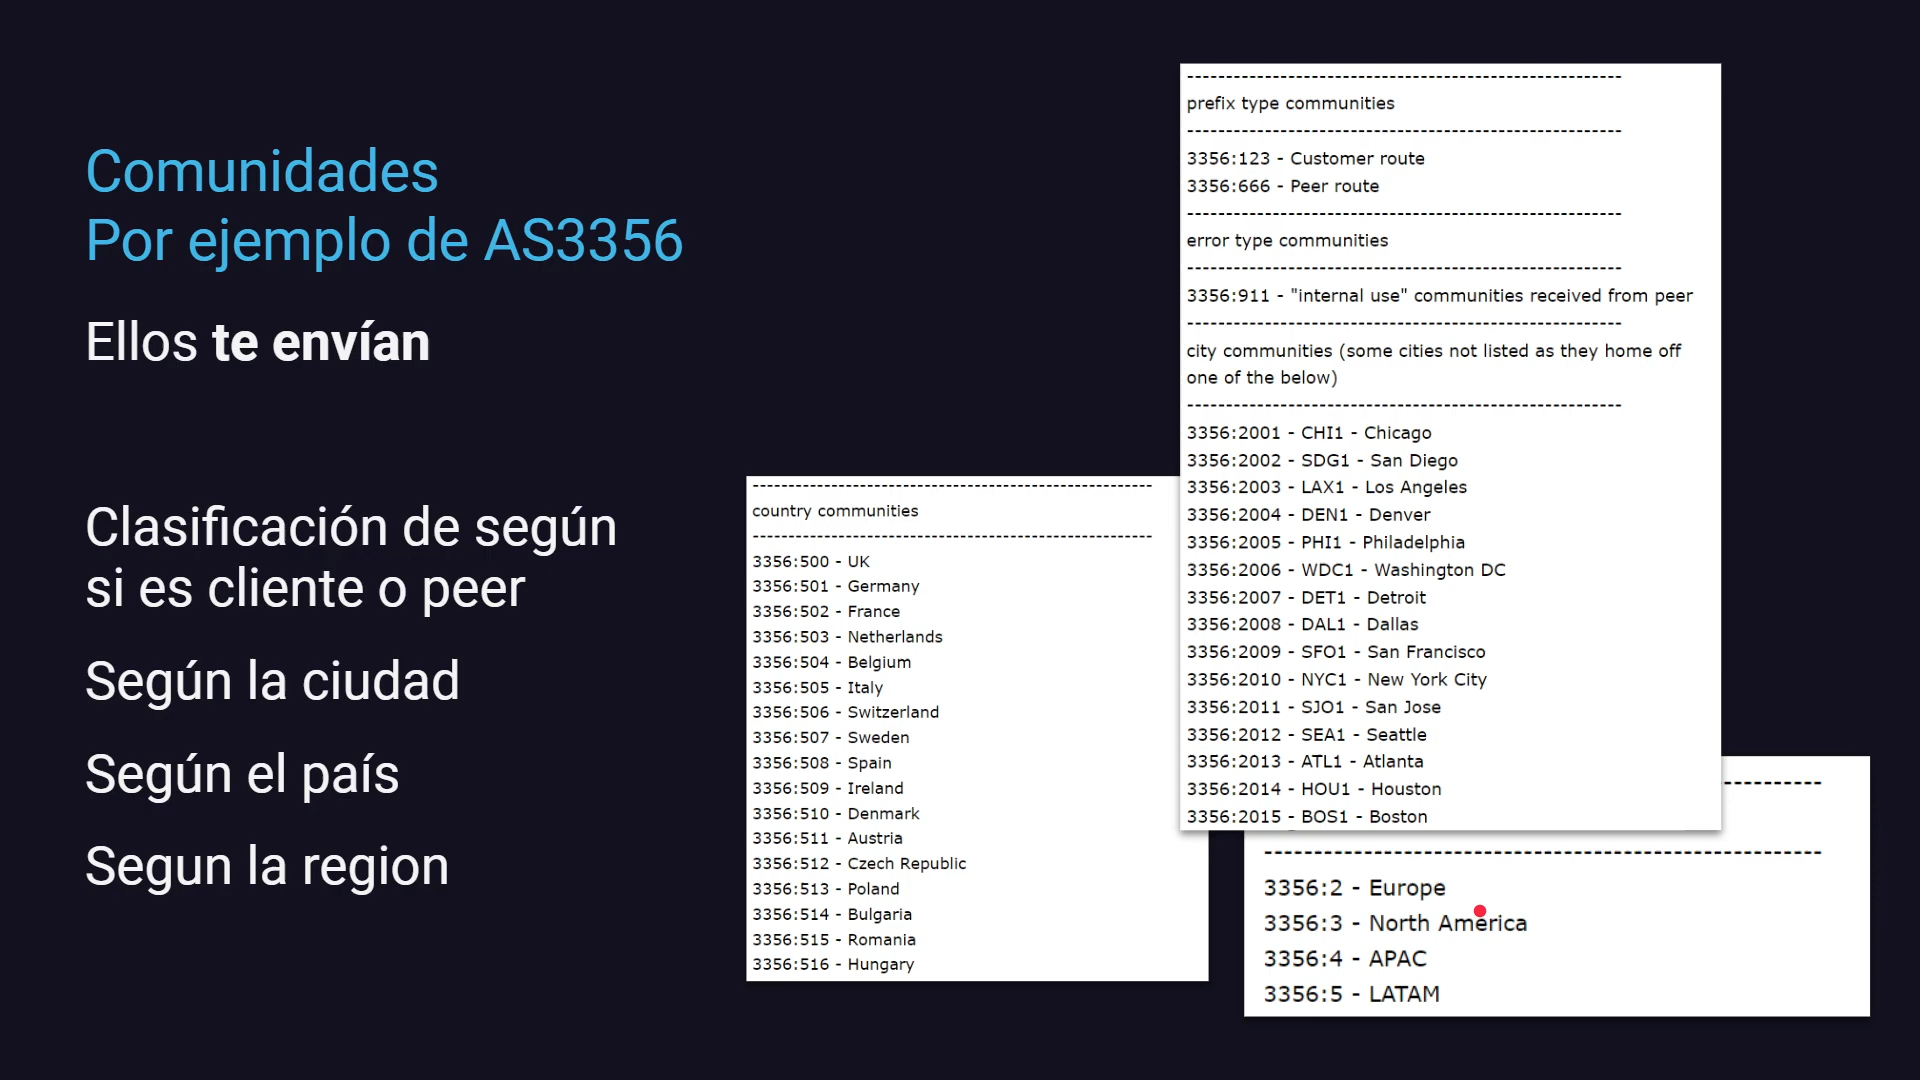 Comunidades
Por ejemplo de AS3356
Ellos te envían
Clasificación de según
si es cliente o peer
Según la ciudad
Según el país
Segun la region
--------------------------------------------------------
country communities
--------------------------------------------------------
3356:500 - UK
3356:501 - Germany
3356:502 - France
3356:503 - Netherlands
3356:504 - Belgium
3356:505 - Italy
3356:506 - Switzerland
3356:507 - Sweden
3356:508 - Spain
3356:509 - Ireland
3356:510 - Denmark
3356:511 - Austria
3356:512 - Czech Republic
3356:513 - Poland
3356:514 - Bulgaria
3356:515 - Romania
3356:516 - Hungary
--------------------------------------------------------
prefix type communities
--------------------------------------------------------
3356:123 - Customer route
3356:666 - Peer route
--------------------------------------------------------
error type communities
--------------------------------------------------------
3356:911 - "internal use" communities received from peer
--------------------------------------------------------
city communities (some cities not listed as they home off
one of the below)
--------------------------------------------------------
3356:2001 - CHI1 - Chicago
3356:2002 - SDG1 - San Diego
3356:2003 - LAX1 - Los Angeles
3356:2004 - DEN1 - Denver
3356:2005 - PHI1 - Philadelphia
3356:2006 - WDC1 - Washington DC
3356:2007 - DET1 - Detroit
3356:2008 - DAL1 - Dallas
3356:2009 - SFO1 - San Francisco
3356:2010 - NYC1 - New York City
3356:2011 - SJO1 - San Jose
3356:2012 - SEA1 - Seattle
3356:2013 - ATL1 - Atlanta
3356:2014 - HOU1 - Houston
3356:2015 - BOS1 - Boston
----------
--------------------------------------------------------
3356:2 - Europe
3356:3 - North America
3356:4 - APAC
3356:5 - LATAM